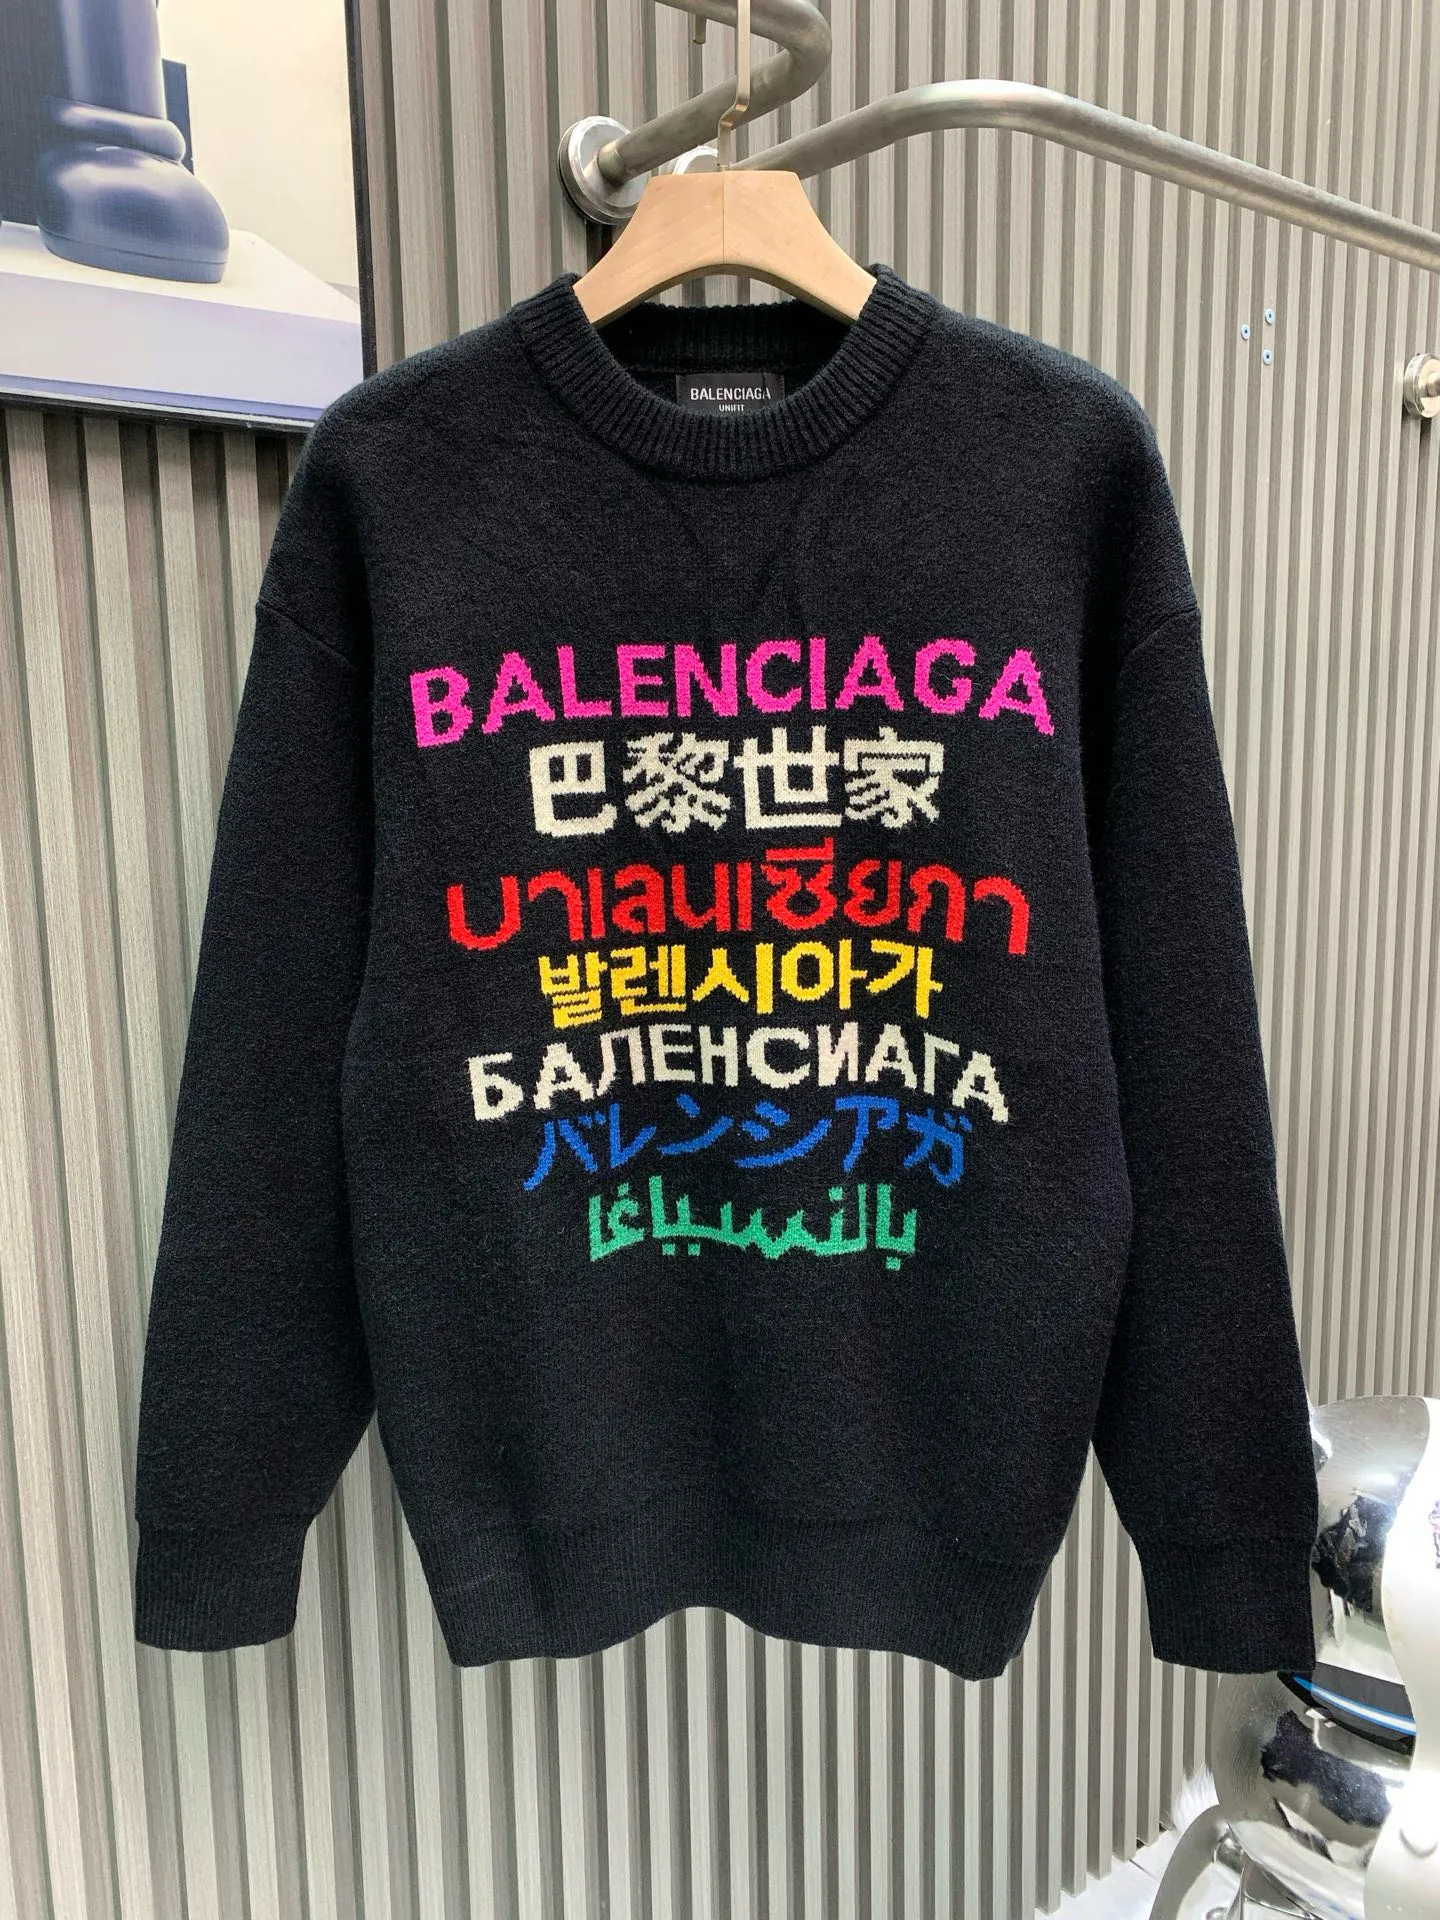 BALENCIAGA
UNIFIT
BALENCIAGA
巴黎世家
บาเลนเซียกา
발렌시아가
БАЛЕНСИАГА
バレンシアガ
بالنسياغا